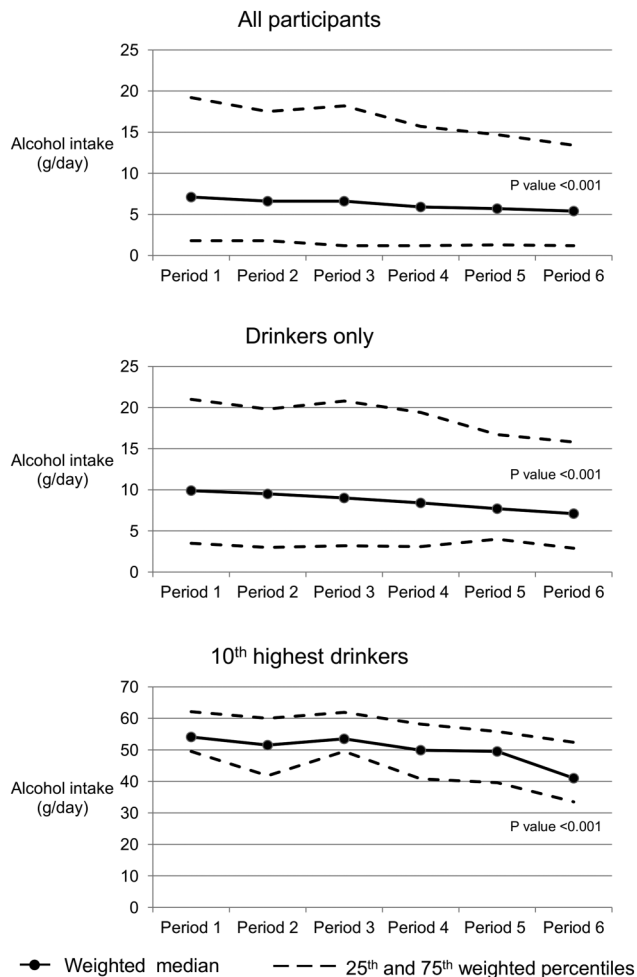 All participants
25
20
15
10
5
0
Alcohol intake
(g/day)
P value <0.001
Period 1 Period 2 Period 3 Period 4 Period 5 Period 6
Drinkers only
25
20
15
10
5
0
Alcohol intake
(g/day)
P value <0.001
Period 1 Period 2 Period 3 Period 4 Period 5 Period 6
10th highest drinkers
70
60
50
40
30
20
10
0
Alcohol intake
(g/day)
P value <0.001
Period 1 Period 2 Period 3 Period 4 Period 5 Period 6
Weighted median 25th and 75th weighted percentiles